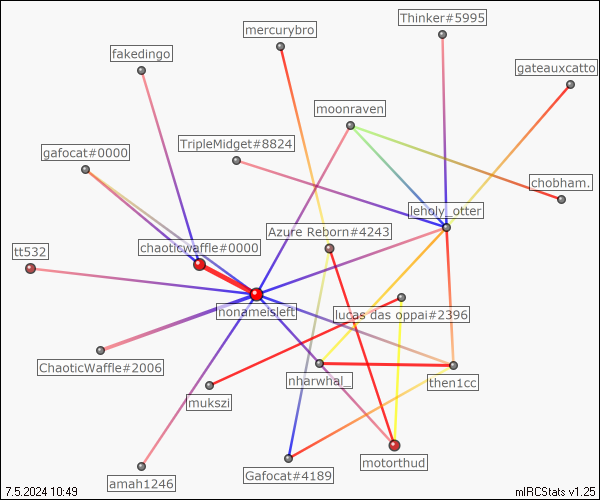 Thinker#5995
mercurybro
fakedingo
gateauxcatto
moonraven
TripleMidget#8824
gafocat#0000
chobham.
leholy_otter
Azure Reborn#4243
chaoticwaffle#0000
tt532
nonameisleft
lucas das oppai#2396
ChaoticWaffle#2006
nharwhal_
then1cc
mukszi
motorthud
Gafocat#4189
amah1246
7.5.2024 10:49
mIRCStats v1.25